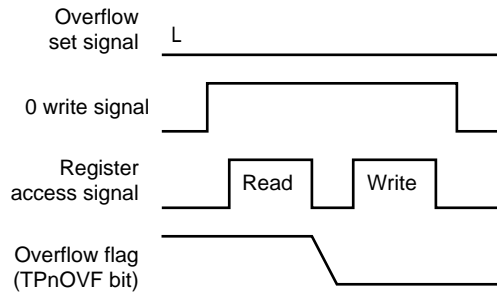 Overflow
set signal
L
0 write signal
Register
access signal
Read
Write
Overflow flag
(TPnOVF bit)